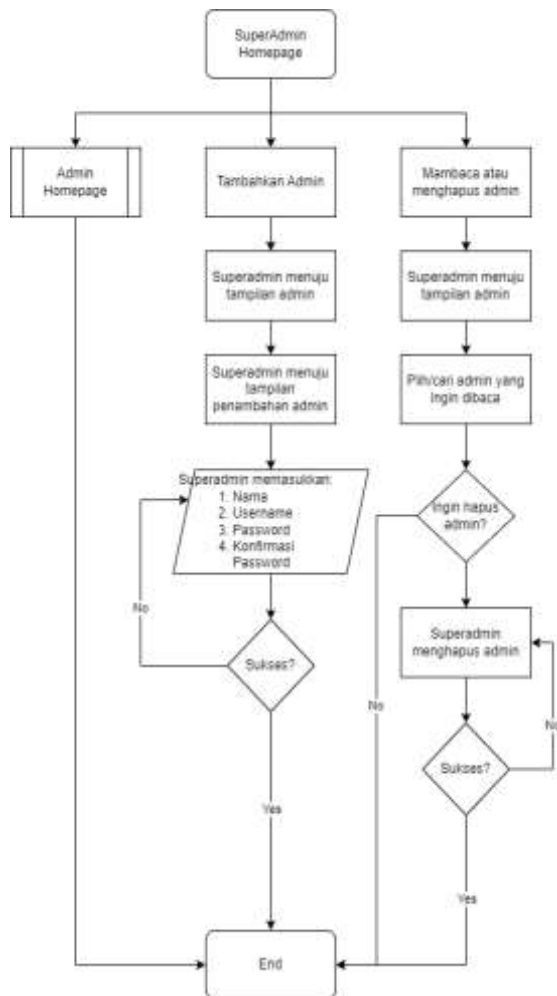 SuperAdmin
Homepage
Admin
Homepage
Tambahkan Admin
Mambaca atau
menghapus admin
Superadmin menuju
tampilan admin
Superadmin menuju
tampilan admin
Superadmin menuju
tampilan
penambahan admin
Plih/cari admin yang
ingin dibaca
Superadmin memasukkan:
1. Nama
2. Username
3. Password
4. Konfirmasi
Password
Ingin hapus
admin?
No
Superadmin
menghapus admin
Sukses?
No
No
Sukses?
Yes
Yes
End